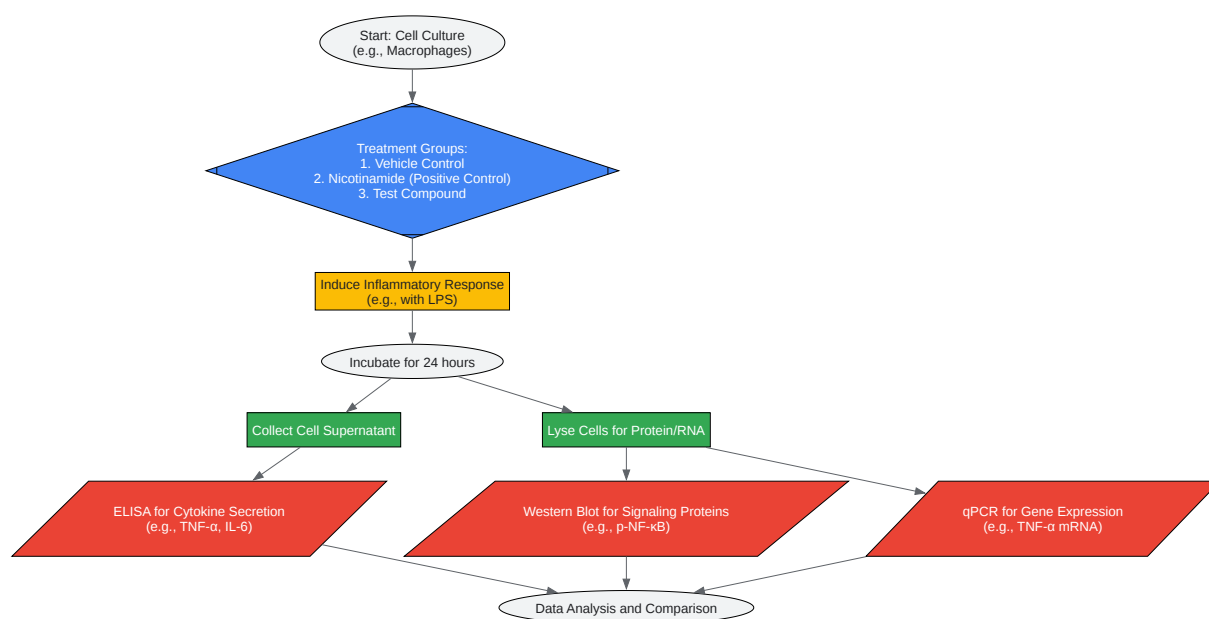 Start: Cell Culture
(e.g., Macrophages)
Treatment Groups:
1. Vehicle Control
2. Nicotinamide (Positive Control)
3. Test Compound
Induce Inflammatory Response
(e.g., with LPS)
Incubate for 24 hours
Collect Cell Supernatant
Lyse Cells for Protein/RNA
ELISA for Cytokine Secretion
(e.g., TNF-α, IL-6)
Western Blot for Signaling Proteins
(e.g., p-NF-κB)
qPCR for Gene Expression
(e.g., TNF-α mRNA)
Data Analysis and Comparison